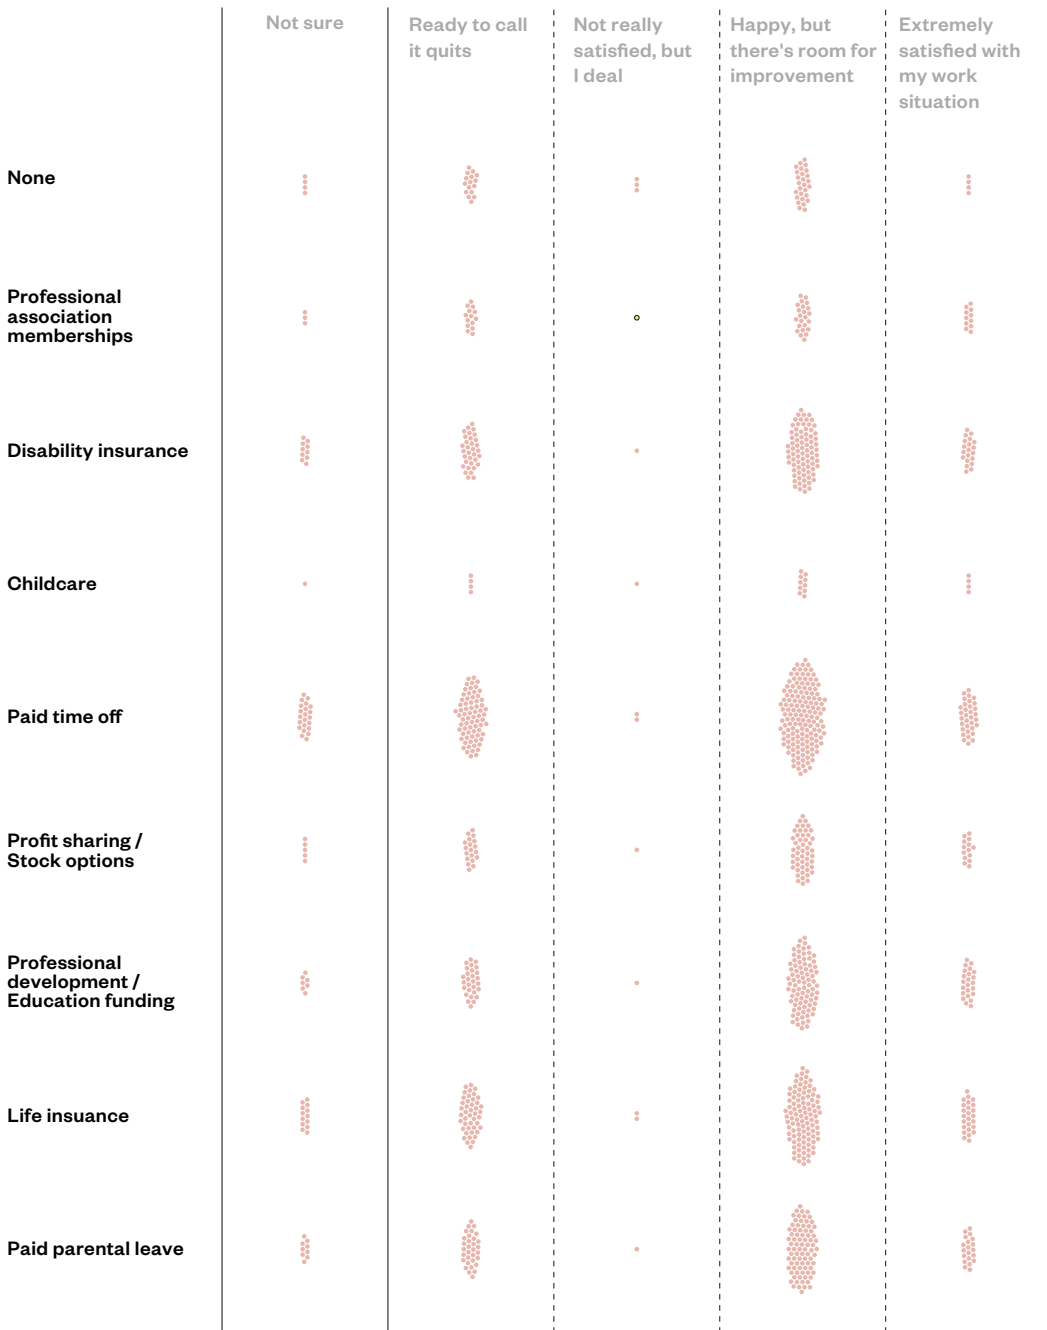 Not sure
Ready to call
it quits
Not really
satisfied, but
I deal
Happy, but
there's room for
improvement
Extremely
satisfied with
my work
situation
None
Professional
association
memberships
Disability insurance
Childcare
Paid time off
Profit sharing /
Stock options
Professional
development /
Education funding
Life insuance
Paid parental leave